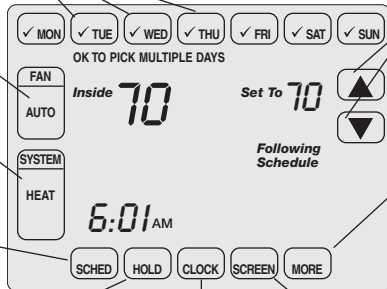 ✓ MON ✓ TUE ✓ WED ✓ THU ✓ FRI ✓ SAT ✓ SUN
OK TO PICK MULTIPLE DAYS
FAN
AUTO
Inside 70
Set To 70
Following
Schedule
SYSTEM
HEAT
6:01 AM
SCHED HOLD CLOCK SCREEN MORE